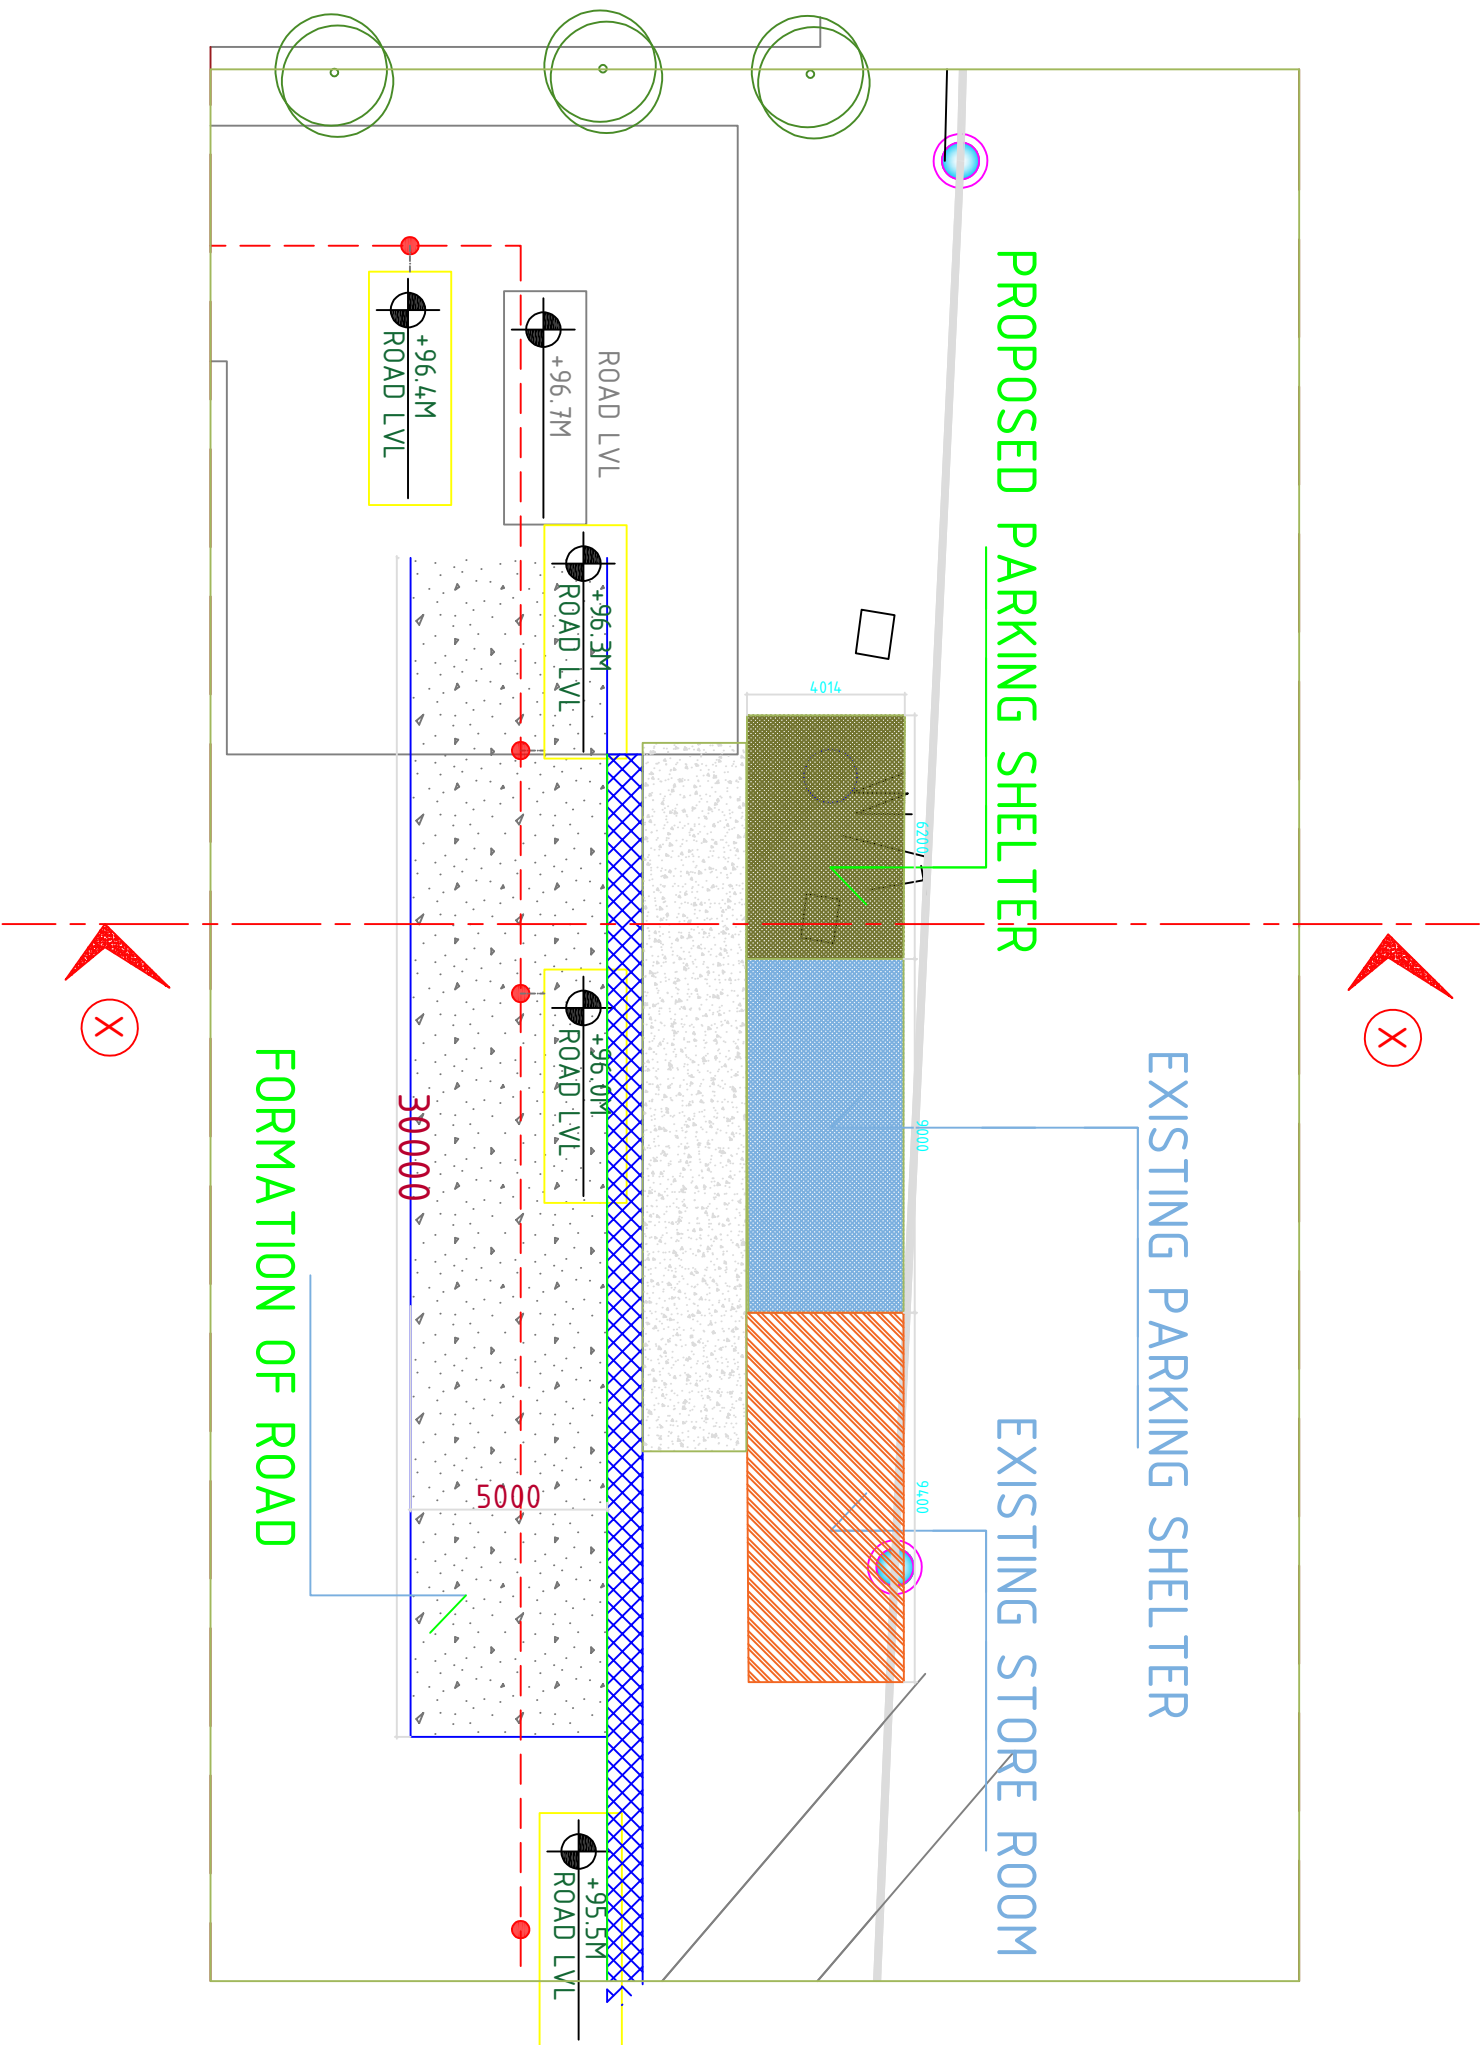 PROPOSED PARKING SHELTER
+96.4M
ROAD LVL
ROAD LVL
+96.7M
+96.3M
ROAD LVL
4014
6200
X
X
+96.0M
ROAD LVL
FORMATION OF ROAD
30000
9000
EXISTING PARKING SHELTER
5000
9400
EXISTING STORE ROOM
+95.5M
ROAD LVL